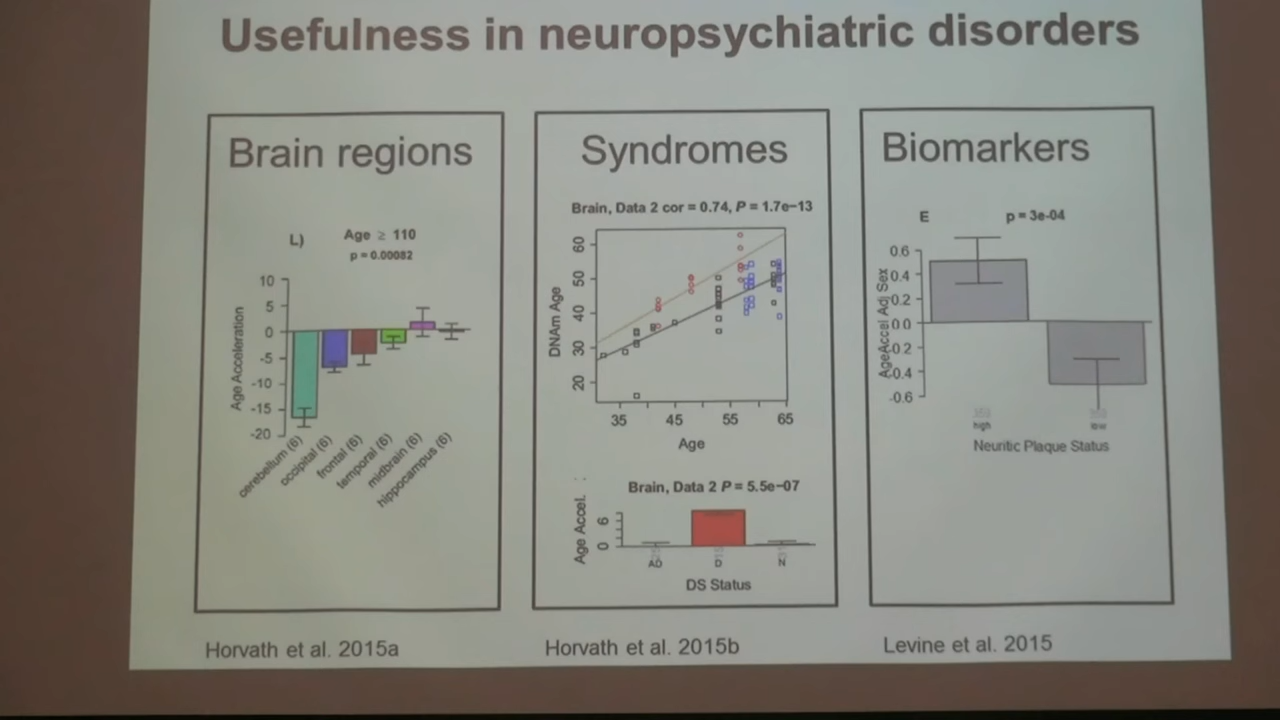 Usefulness in neuropsychiatric disorders
Brain regions
L)
Age ≥ 110
p = 0.00082
Age Acceleration
10
5
0
-5
-10
-15
-20
cerebellum (6)
occipital (6)
frontal (6)
temporal (6)
midbrain (6)
hippocampus (6)
Horvath et al. 2015a
Syndromes
Brain, Data 2 cor = 0.74, P = 1.7e−13
DNAm Age
60
50
40
30
20
35 45 55 65
Age
Brain, Data 2 P = 5.5e−07
Age Accel.
6
0
AD D N
DS Status
Horvath et al. 2015b
Biomarkers
E
p = 3e-04
AgeAccel Adj Sex
0.6
0.4
0.2
0.0
-0.2
-0.4
-0.6
high low
Neuritic Plaque Status
Levine et al. 2015